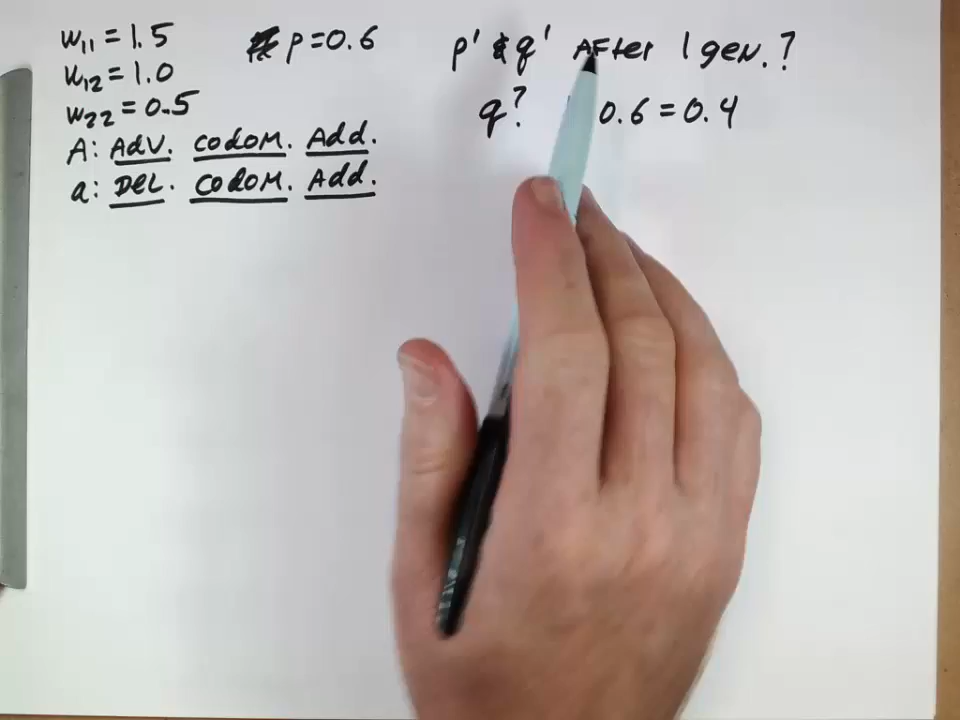 w₁₁ = 1.5
w₁₂ = 1.0
w₂₂ = 0.5
A: Adv. codom. Add.
a: Del. codom. Add.
p = 0.6
p' & q' After 1 gen. ?
q? 0.6 = 0.4